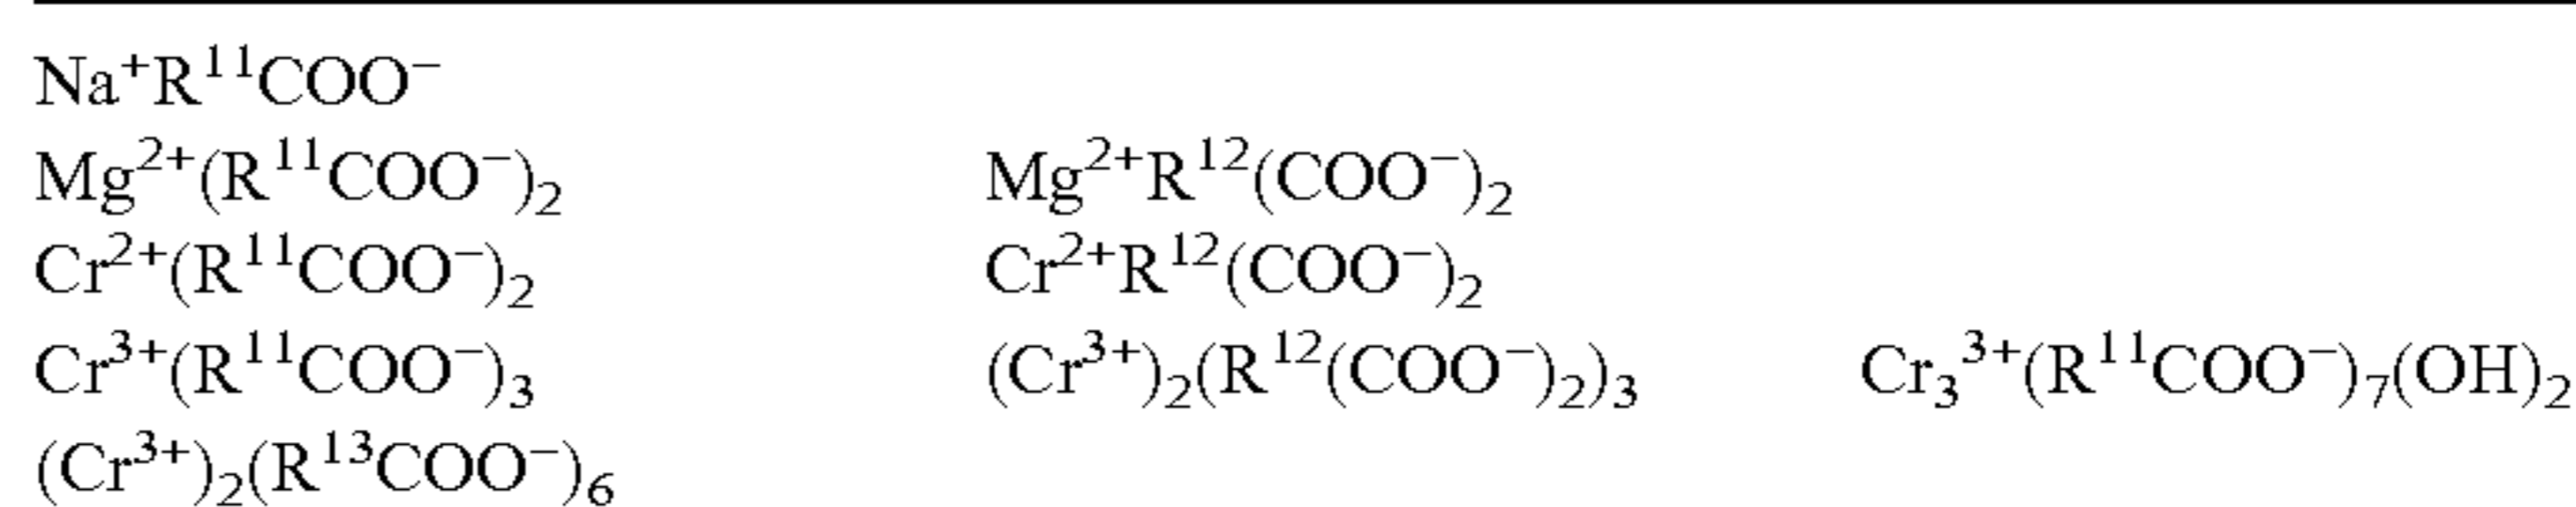 Na⁺R¹¹COO⁻
Mg²⁺(R¹¹COO⁻)₂ Mg²⁺R¹²(COO⁻)₂
Cr²⁺(R¹¹COO⁻)₂ Cr²⁺R¹²(COO⁻)₂
Cr³⁺(R¹¹COO⁻)₃ (Cr³⁺)₂(R¹²(COO⁻)₂)₃ Cr₃³⁺(R¹¹COO⁻)₇(OH)₂
(Cr³⁺)₂(R¹³COO⁻)₆